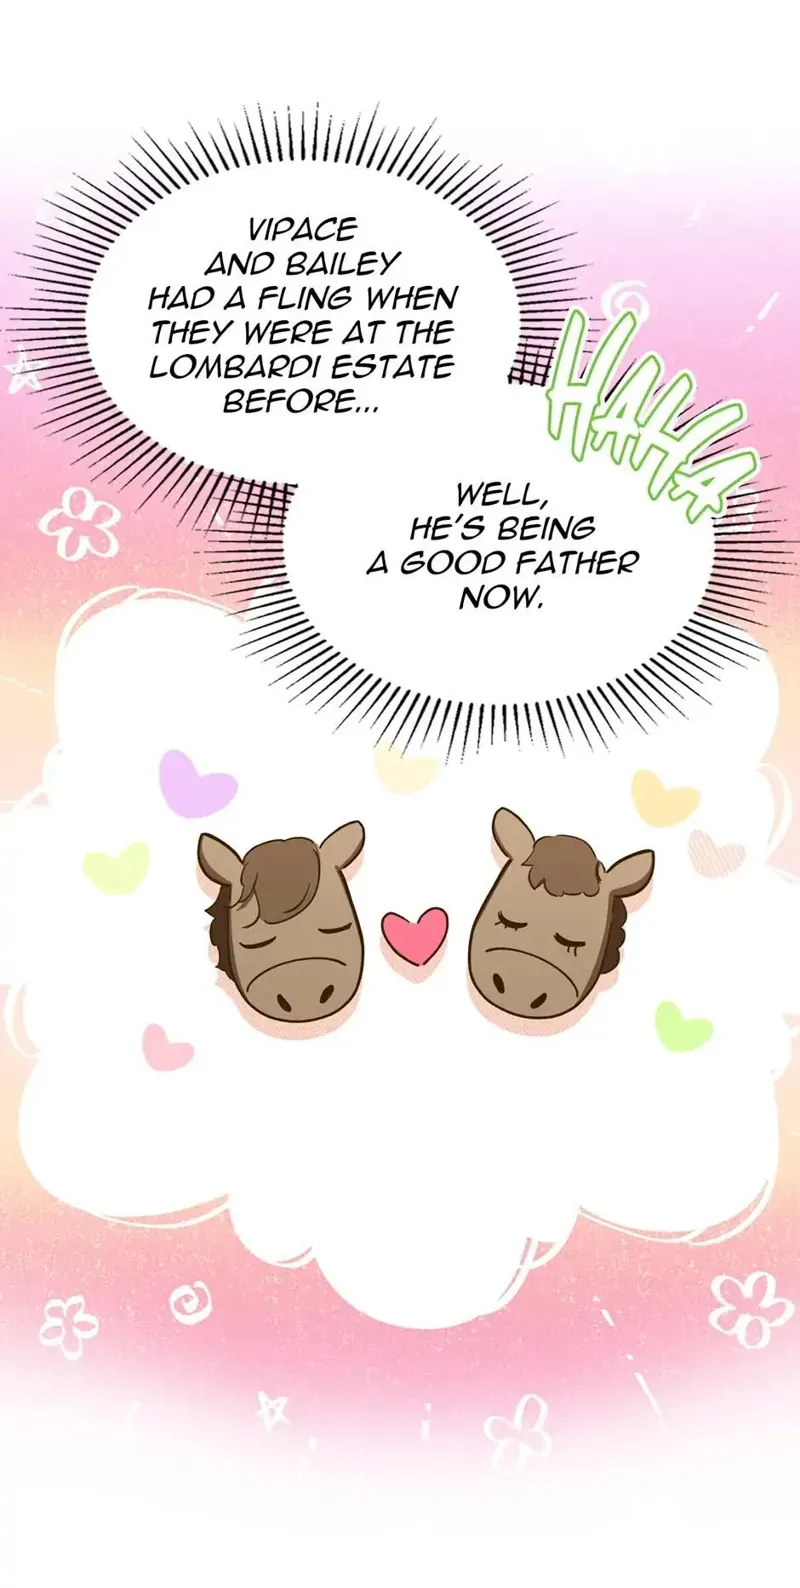 VIPACE
AND BAILEY
HAD A FLING WHEN
THEY WERE AT THE
LOMBARDI ESTATE
BEFORE...
HAHA
WELL,
HE'S BEING
A GOOD FATHER
NOW.